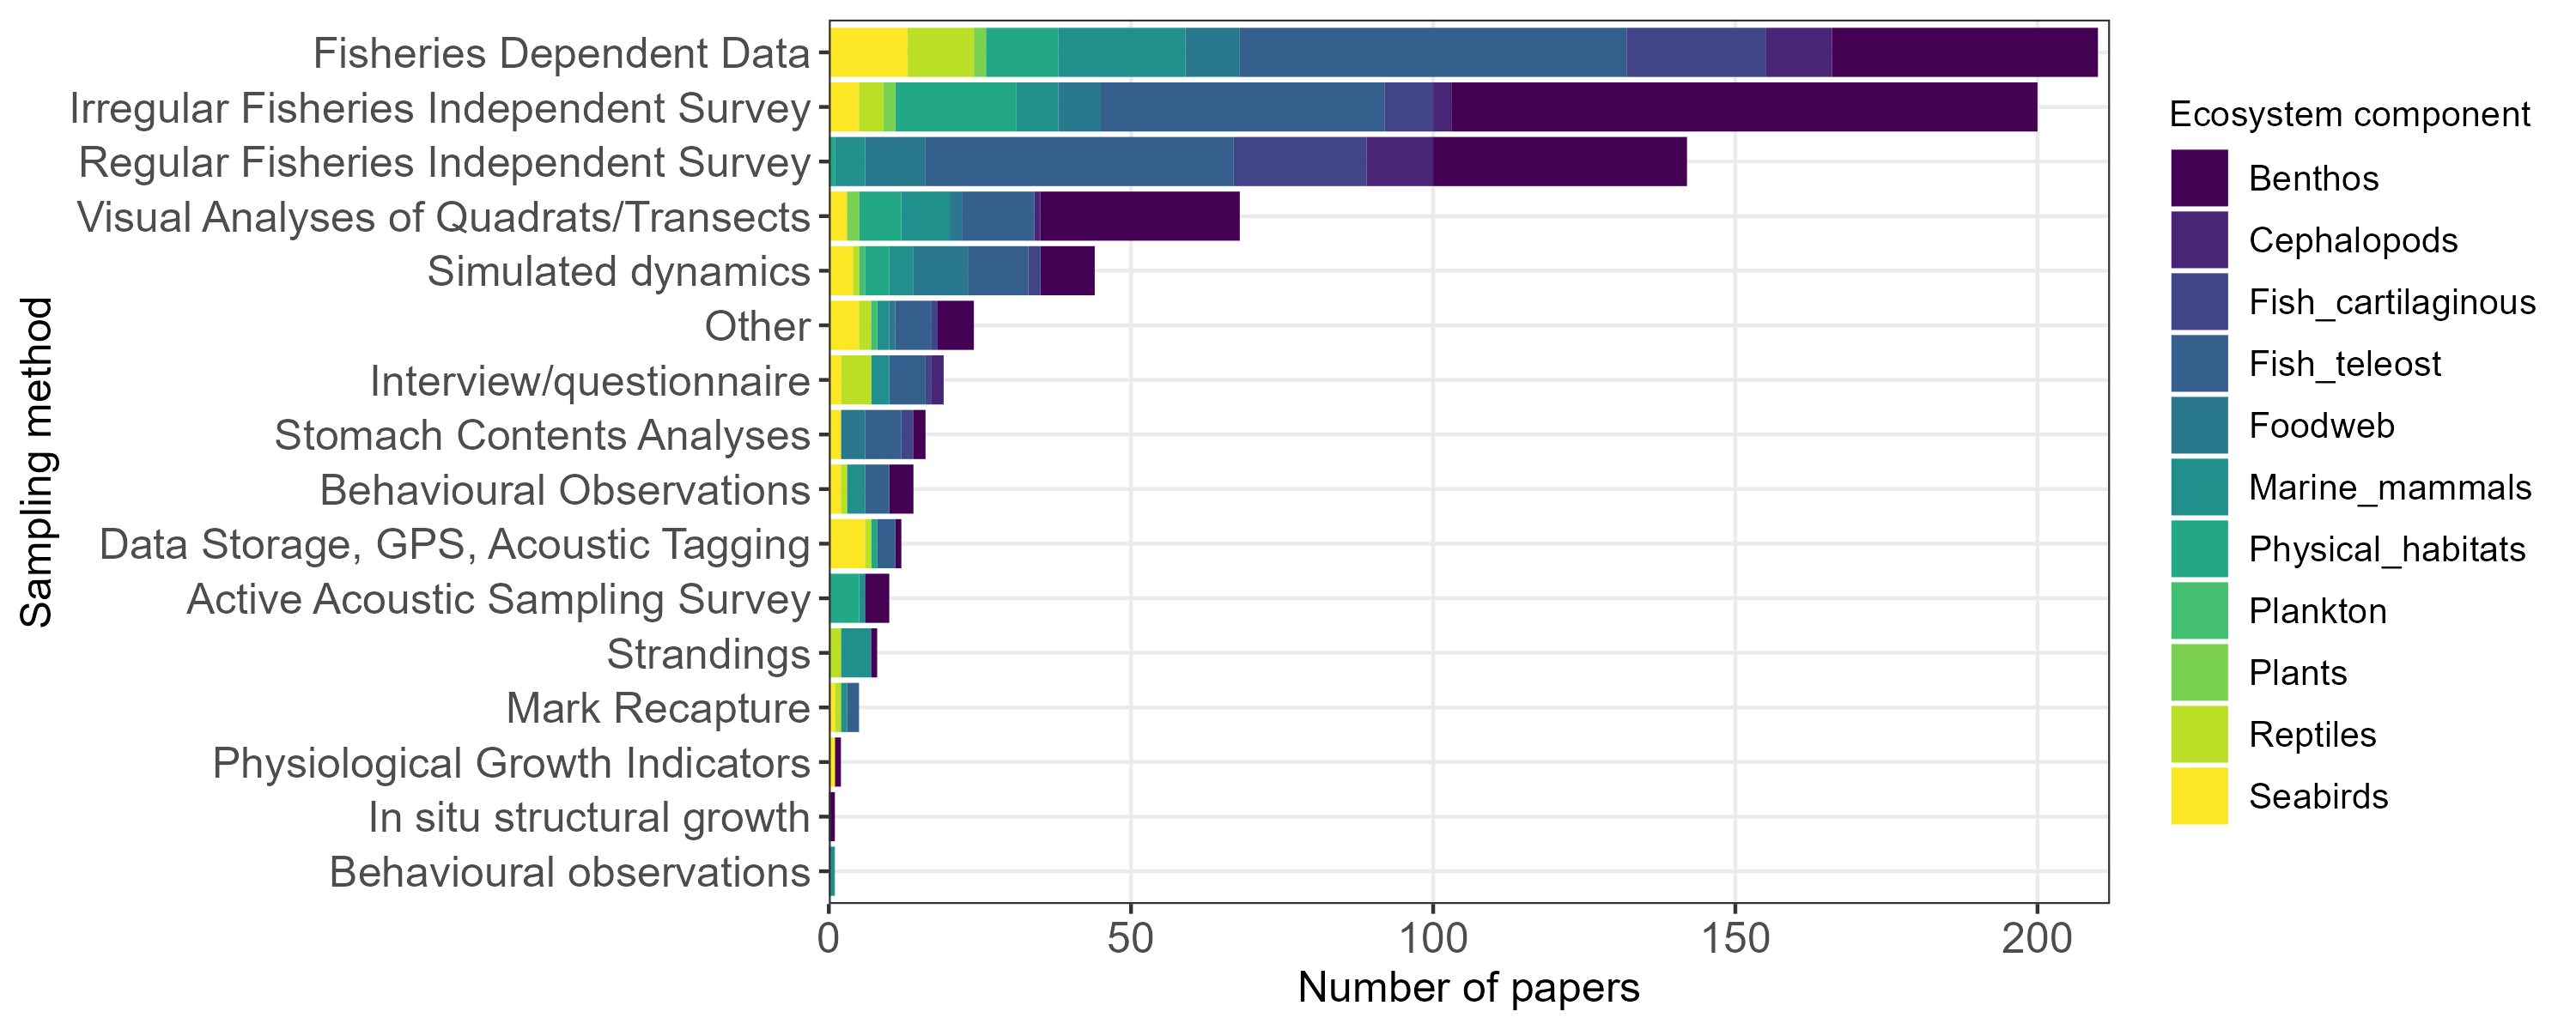 Fisheries Dependent Data
Irregular Fisheries Independent Survey
Regular Fisheries Independent Survey
Visual Analyses of Quadrats/Transects
Simulated dynamics
Other
Interview/questionnaire
Stomach Contents Analyses
Behavioural Observations
Data Storage, GPS, Acoustic Tagging
Active Acoustic Sampling Survey
Strandings
Mark Recapture
Physiological Growth Indicators
In situ structural growth
Behavioural observations
Sampling method
0 50 100 150 200
Number of papers
Ecosystem component
Benthos
Cephalopods
Fish_cartilaginous
Fish_teleost
Foodweb
Marine_mammals
Physical_habitats
Plankton
Plants
Reptiles
Seabirds